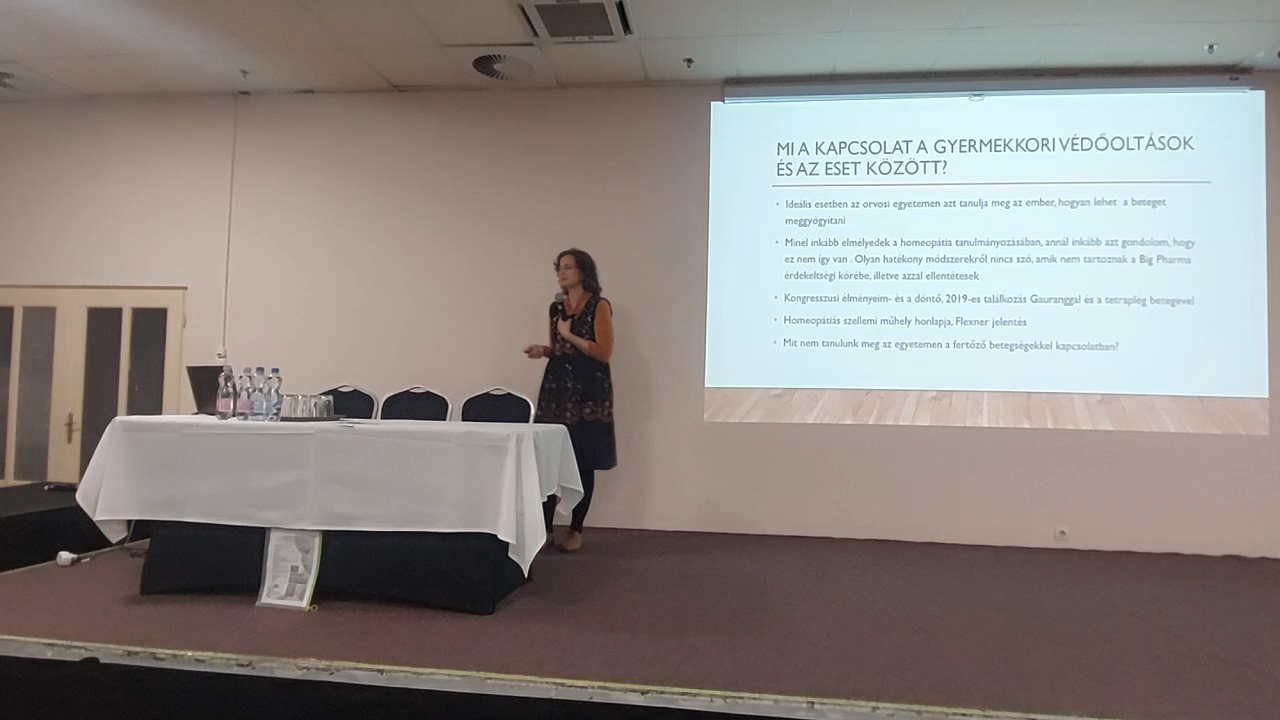 MI A KAPCSOLAT A GYERMEKKORI VÉDŐOLTÁSOK
ÉS AZ ESET KÖZÖTT?
• Ideális esetben az orvosi egyetemen azt tanulja meg az ember, hogyan lehet a beteget
meggyógyítani
• Minél inkább elmélyedek a homeopátia tanulmányozásában, annál inkább azt gondolom, hogy
ez nem így van . Olyan hatékony módszerekről nincs szó, amik nem tartoznak a Big Pharma
érdekeltségi körébe, illetve azzal ellentétesek
• Kongresszusi élményeim- és a döntő, 2019-es találkozás Gauranggal és a tetraplég betegével
• Homeopátiás szellemi műhely honlapja, Flexner jelentés
• Mit nem tanulunk meg az egyetemen a fertőző betegségekkel kapcsolatban?